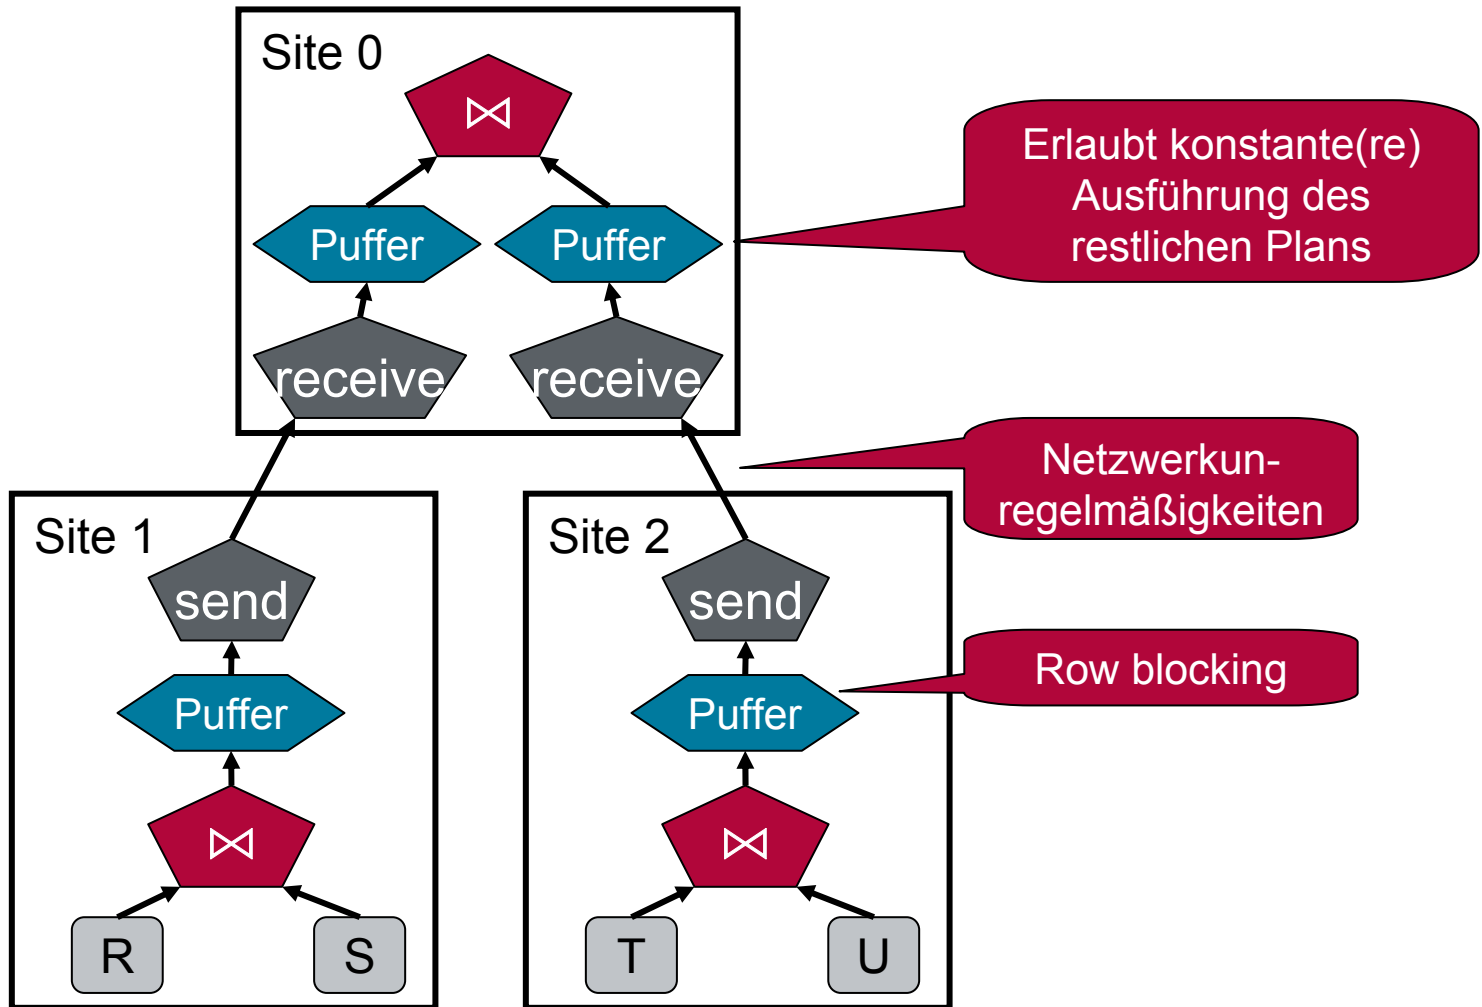 Site 0
⋈
Erlaubt konstante(re)
Ausführung des
restlichen Plans
Puffer
Puffer
receive
receive
Netzwerkun-
regelmäßigkeiten
Site 1
Site 2
send
send
Row blocking
Puffer
Puffer
⋈
⋈
R
S
T
U